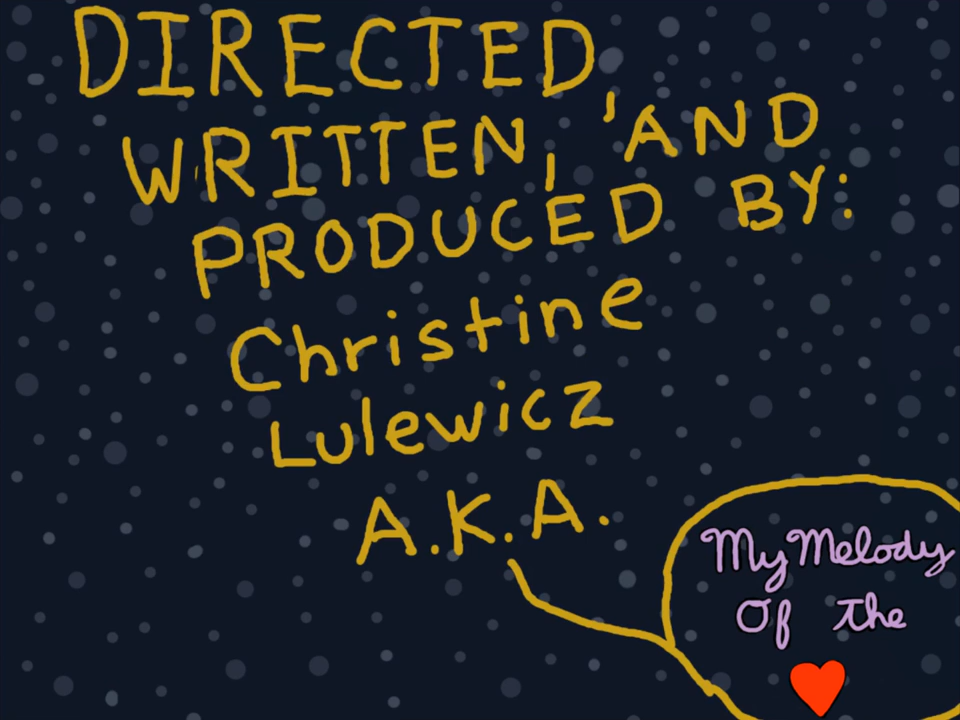 DIRECTED,
WRITTEN, AND
PRODUCED BY:
Christine
Lulewicz
A.K.A.
My Melody
Of The